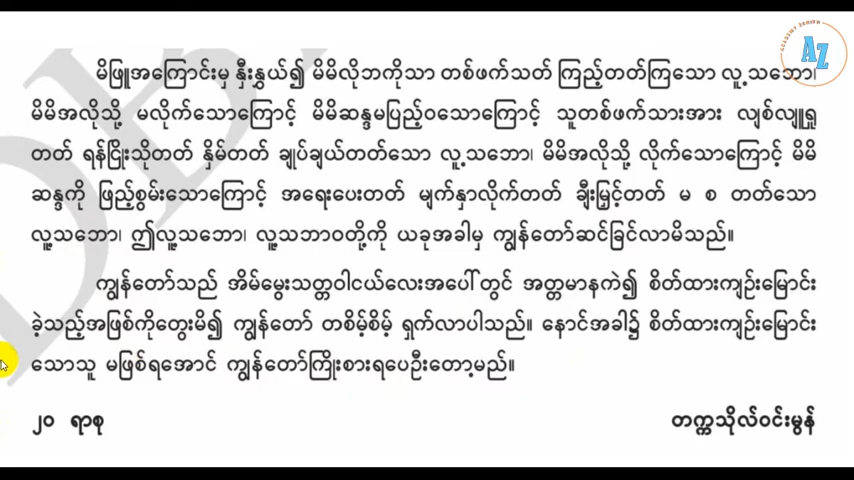 ACADEMY ZENITH
AZ
မိဖြူအကြောင်းမှ နှီးနွှယ်၍ မိမိလိုဘကိုသာ တစ်ဖက်သတ် ကြည့်တတ်ကြသော လူ့သဘော၊
မိမိအလိုသို့ မလိုက်သောကြောင့် မိမိဆန္ဒမပြည့်ဝသောကြောင့် သူတစ်ဖက်သားအား လျစ်လျူရှု
တတ် ရန်ငြိုးသိုတတ် နှိမ်တတ် ချုပ်ချယ်တတ်သော လူ့သဘော၊ မိမိအလိုသို့ လိုက်သောကြောင့် မိမိ
ဆန္ဒကို ဖြည့်စွမ်းသောကြောင့် အရေးပေးတတ် မျက်နှာလိုက်တတ် ချီးမြှင့်တတ် မ စ တတ်သော
လူ့သဘော၊ ဤလူ့သဘော၊ လူ့သဘာဝတို့ကို ယခုအခါမှ ကျွန်တော်ဆင်ခြင်လာမိသည်။
ကျွန်တော်သည် အိမ်မွေးသတ္တဝါငယ်လေးအပေါ်တွင် အတ္တမာနကဲ၍ စိတ်ထားကျဉ်းမြောင်း
ခဲ့သည့်အဖြစ်ကိုတွေးမိ၍ ကျွန်တော် တစိမ့်စိမ့် ရှက်လာပါသည်။ နောင်အခါ၌ စိတ်ထားကျဉ်းမြောင်း
သောသူ မဖြစ်ရအောင် ကျွန်တော်ကြိုးစားရပေဦးတော့မည်။
၂၀ ရာစု တက္ကသိုလ်ဝင်းမွန်